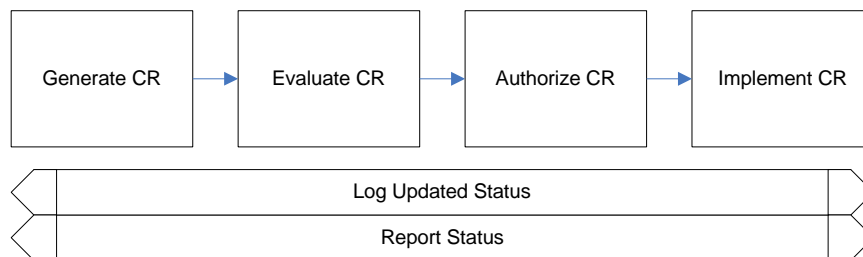 Generate CR
Evaluate CR
Authorize CR
Implement CR
Log Updated Status
Report Status